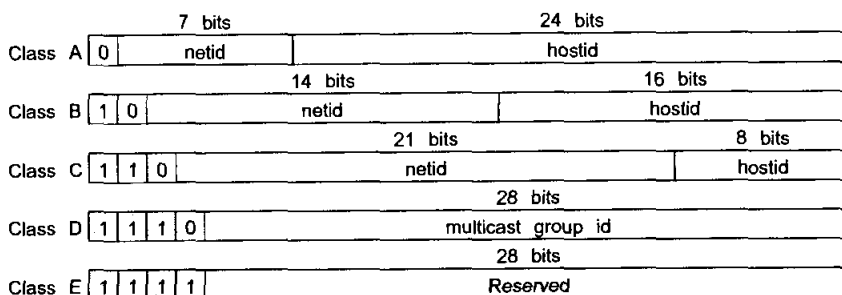 7 bits 24 bits
Class A 0 netid hostid
14 bits 16 bits
Class B 1 0 netid hostid
21 bits 8 bits
Class C 1 1 0 netid hostid
28 bits
Class D 1 1 1 0 multicast group id
28 bits
Class E 1 1 1 1 Reserved